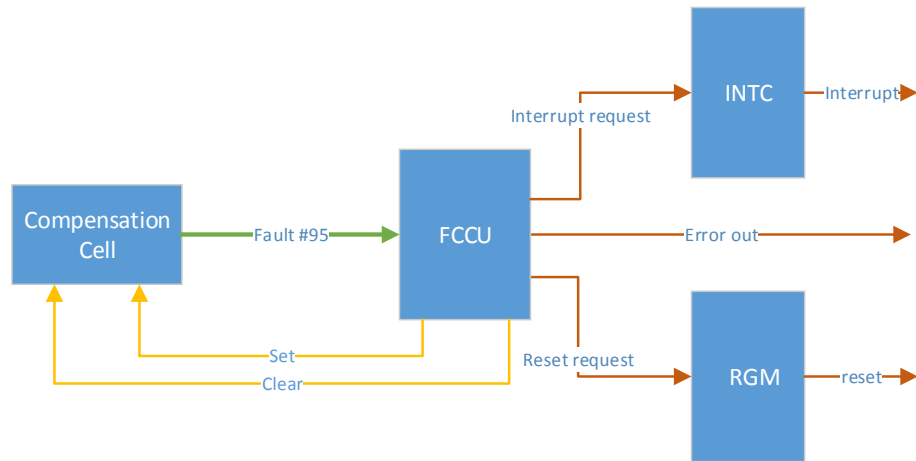 INTC
Interrupt
Interrupt request
Compensation
Cell
Fault #95
FCCU
Error out
Set
Clear
Reset request
RGM
reset